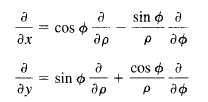 ∂/∂x = cos φ ∂/∂ρ − sin φ/ρ ∂/∂φ
∂/∂y = sin φ ∂/∂ρ + cos φ/ρ ∂/∂φ